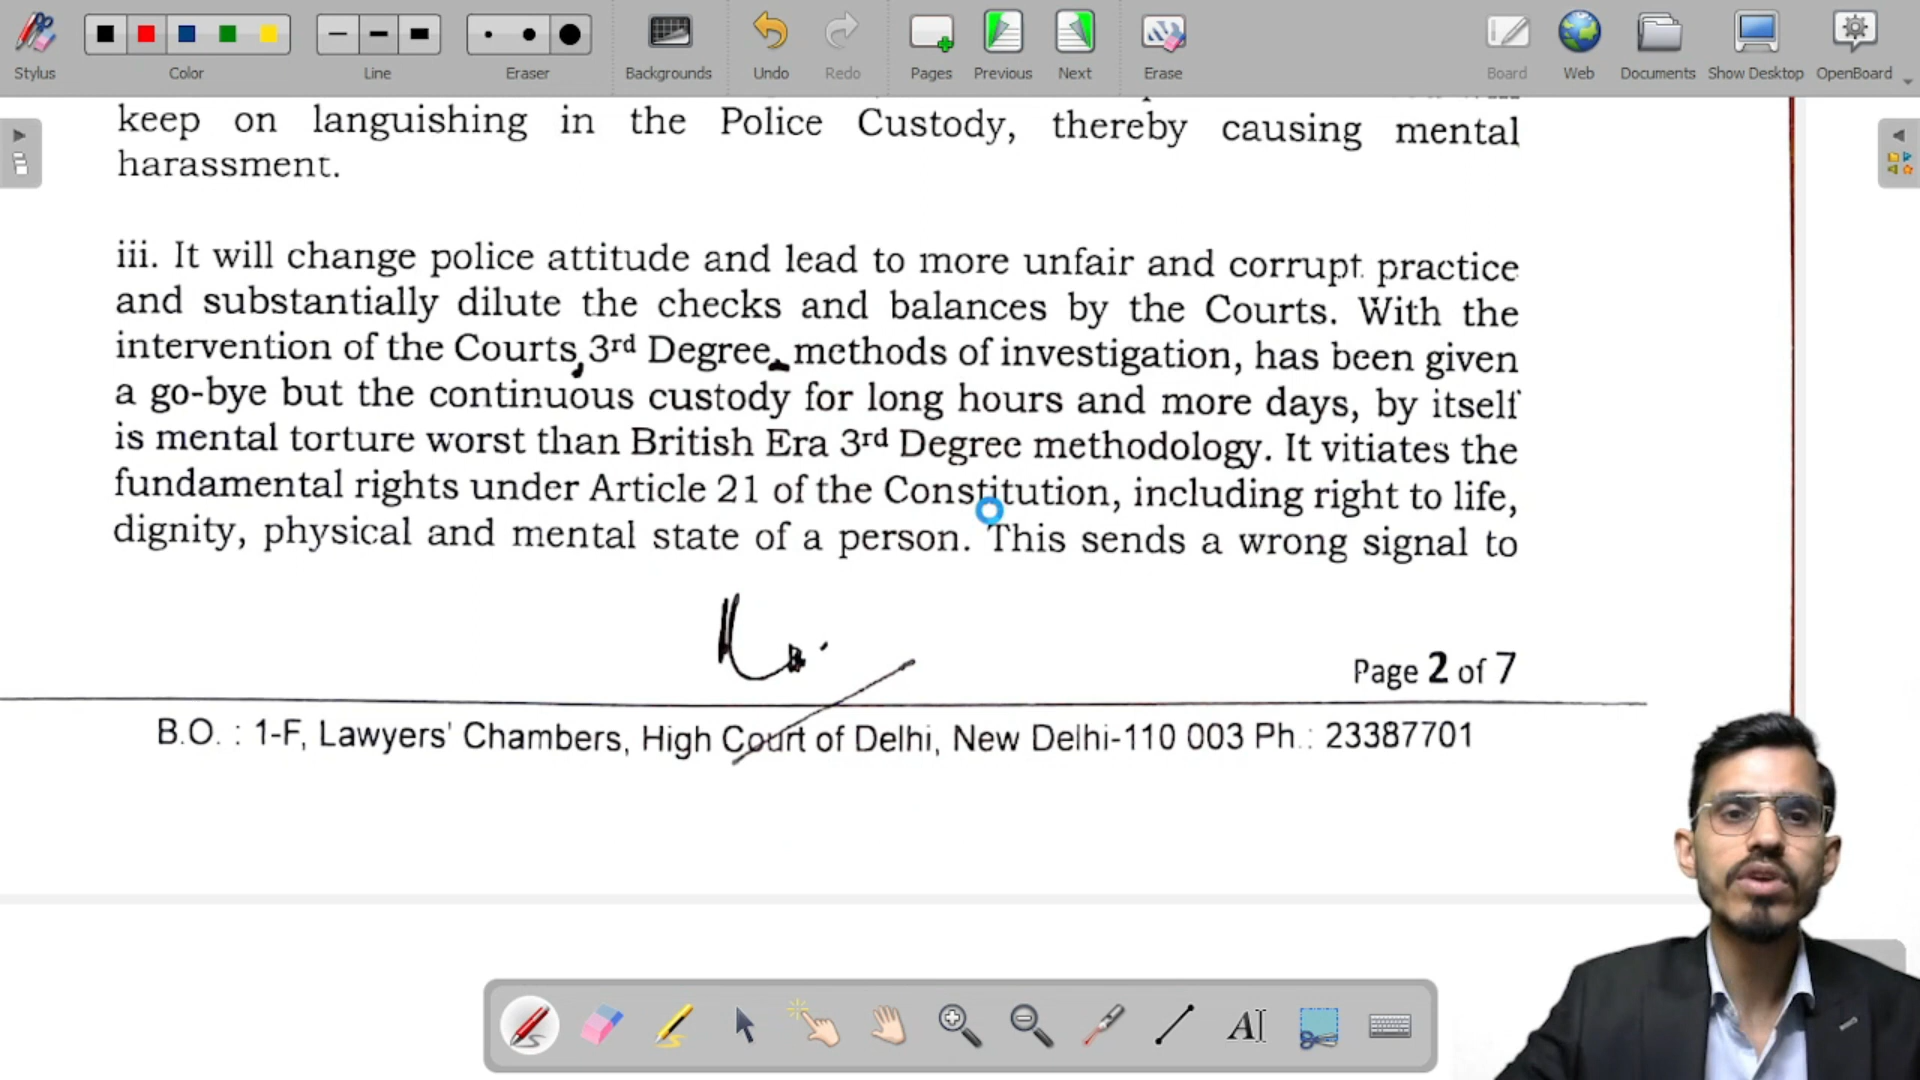 Stylus
Color
Line
Eraser
Backgrounds
Undo
Redo
Pages
Previous
Next
Erase
Board
Web
Documents
Show Desktop
OpenBoard
keep on languishing in the Police Custody, thereby causing mental
harassment.
iii. It will change police attitude and lead to more unfair and corrupt practice
and substantially dilute the checks and balances by the Courts. With the
intervention of the Courts, 3rd Degree methods of investigation, has been given
a go-bye but the continuous custody for long hours and more days, by itself
is mental torture worst than British Era 3rd Degree methodology. It vitiates the
fundamental rights under Article 21 of the Constitution, including right to life,
dignity, physical and mental state of a person. This sends a wrong signal to
Page 2 of 7
B.O. : 1-F, Lawyers' Chambers, High Court of Delhi, New Delhi-110 003 Ph.: 23387701